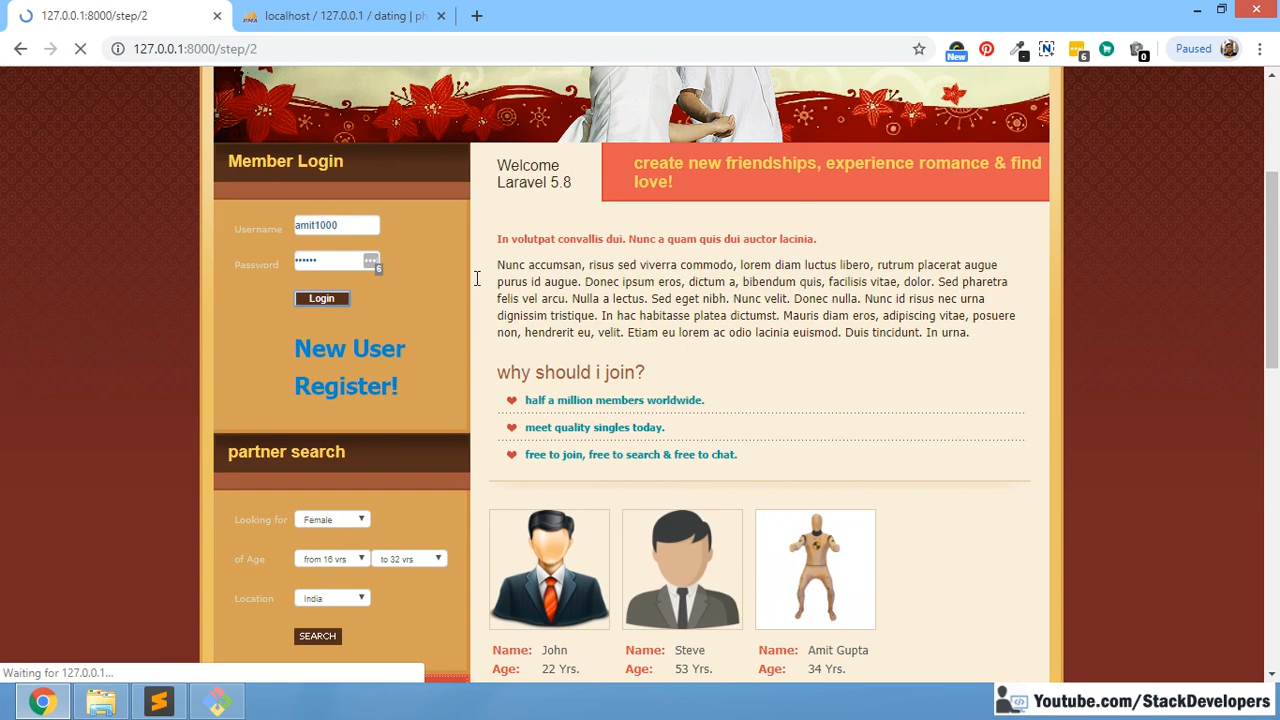 127.0.0.1:8000/step/2
localhost / 127.0.0.1 / dating | ph
127.0.0.1:8000/step/2
New
6
0
Paused
Member Login
Welcome
Laravel 5.8
create new friendships, experience romance & find
love!
Username
amit1000
Password
••••••
6
Login
New User
Register!
In volutpat convallis dui. Nunc a quam quis dui auctor lacinia.
Nunc accumsan, risus sed viverra commodo, lorem diam luctus libero, rutrum placerat augue
purus id augue. Donec ipsum eros, dictum a, bibendum quis, facilisis vitae, dolor. Sed pharetra
felis vel arcu. Nulla a lectus. Sed eget nibh. Nunc velit. Donec nulla. Nunc id risus nec urna
dignissim tristique. In hac habitasse platea dictumst. Mauris diam eros, adipiscing vitae, posuere
non, hendrerit eu, velit. Etiam eu lorem ac odio lacinia euismod. Duis tincidunt. In urna.
why should i join?
half a million members worldwide.
meet quality singles today.
free to join, free to search & free to chat.
partner search
Looking for
Female
of Age
from 16 yrs
to 32 yrs
Location
India
SEARCH
Name: John
Age: 22 Yrs.
Name: Steve
Age: 53 Yrs.
Name: Amit Gupta
Age: 34 Yrs.
Waiting for 127.0.0.1...
Youtube.com/StackDevelopers